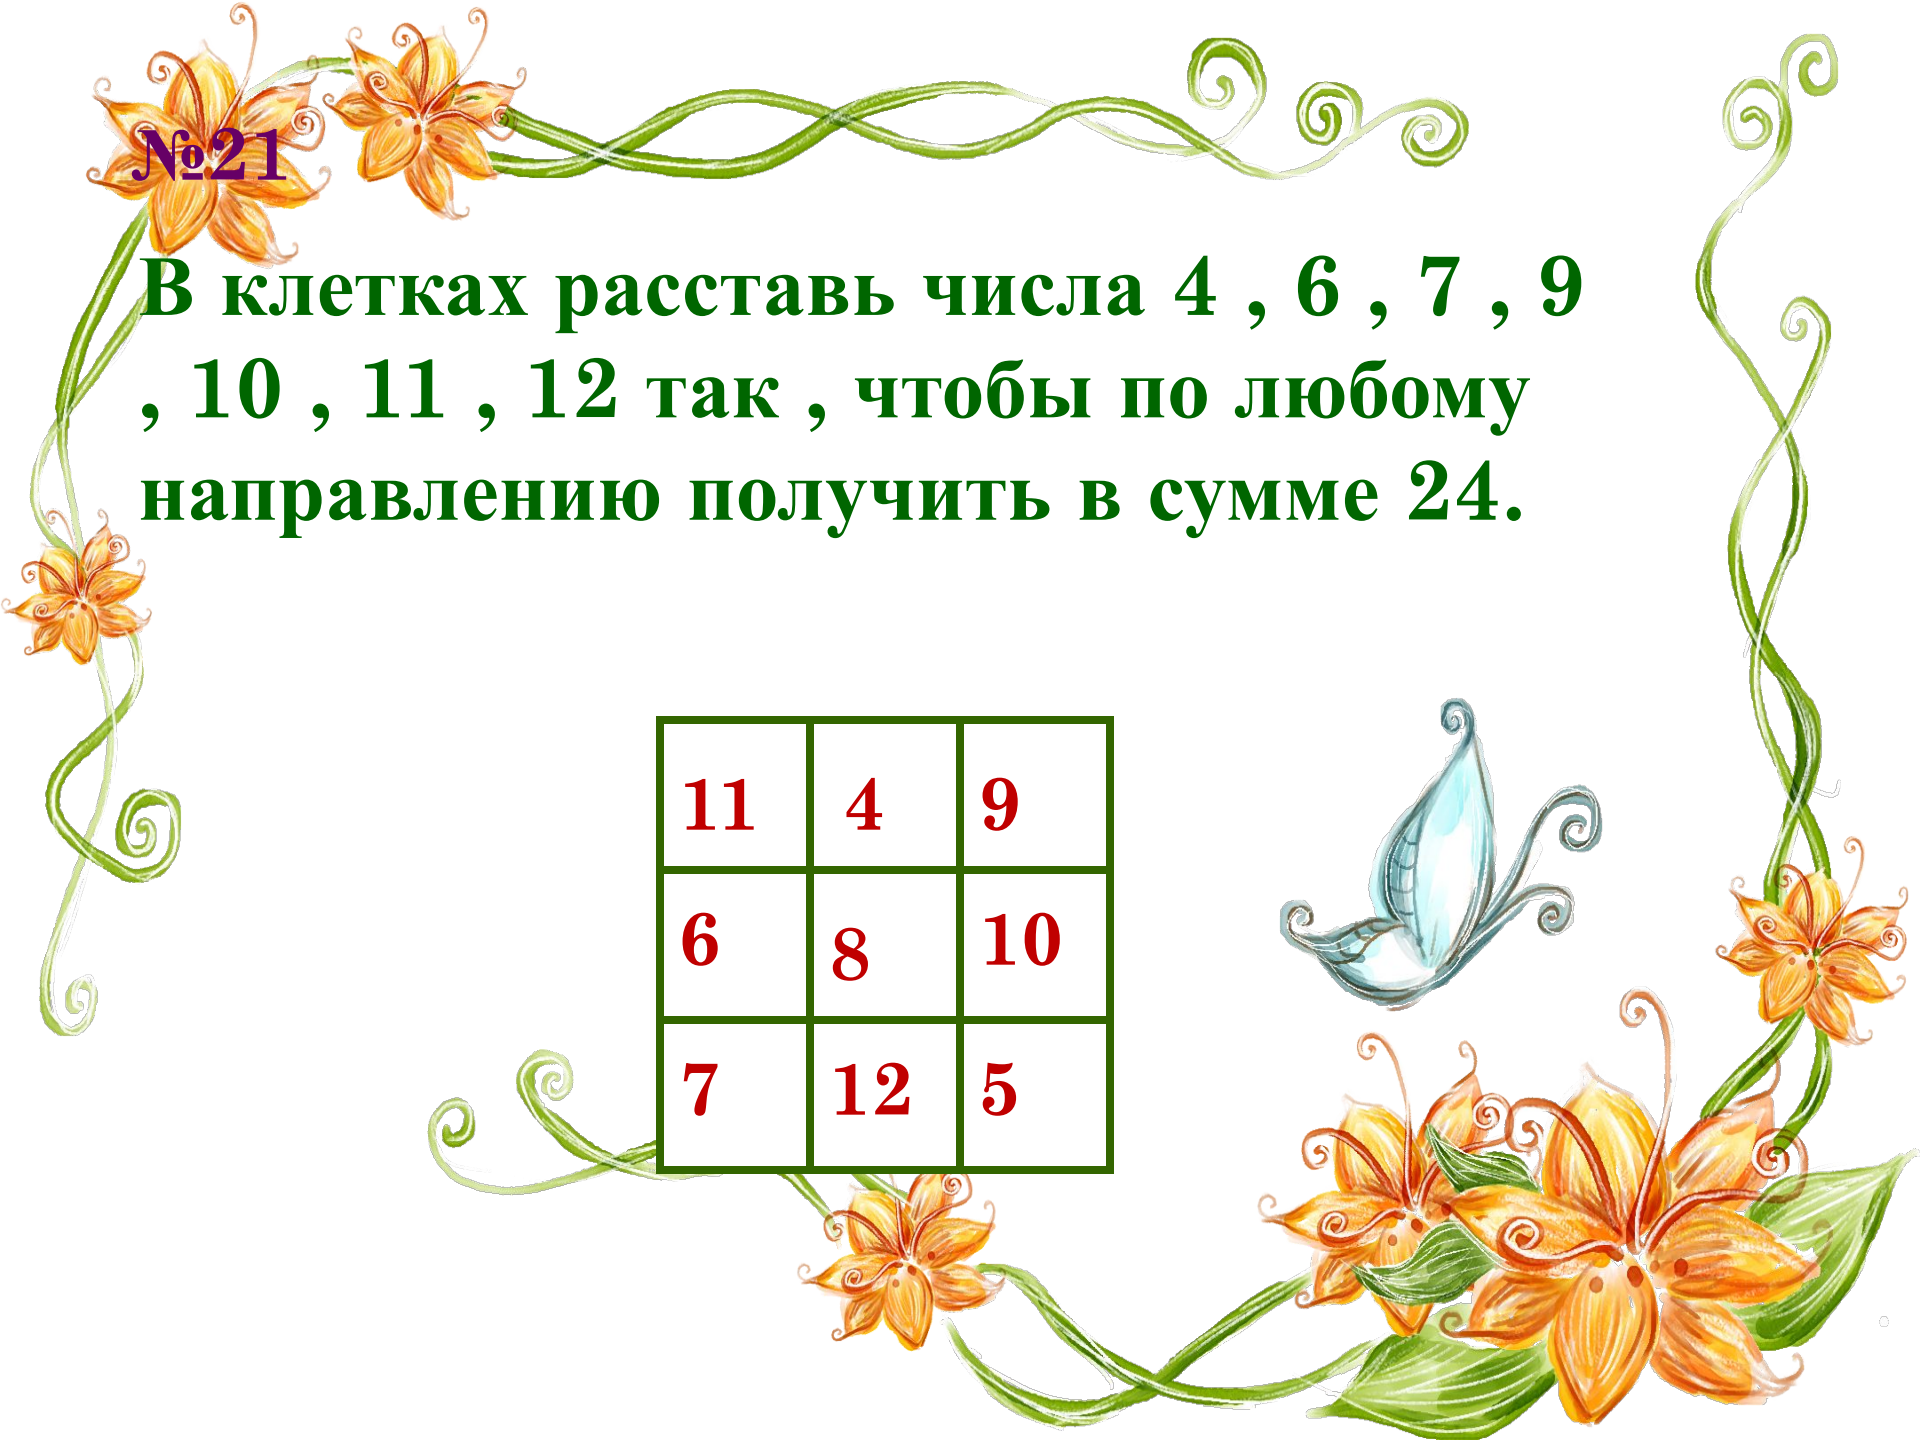 №21
В клетках расставь числа 4 , 6 , 7 , 9
, 10 , 11 , 12 так , чтобы по любому
направлению получить в сумме 24.
11 4 9
6 8 10
7 12 5